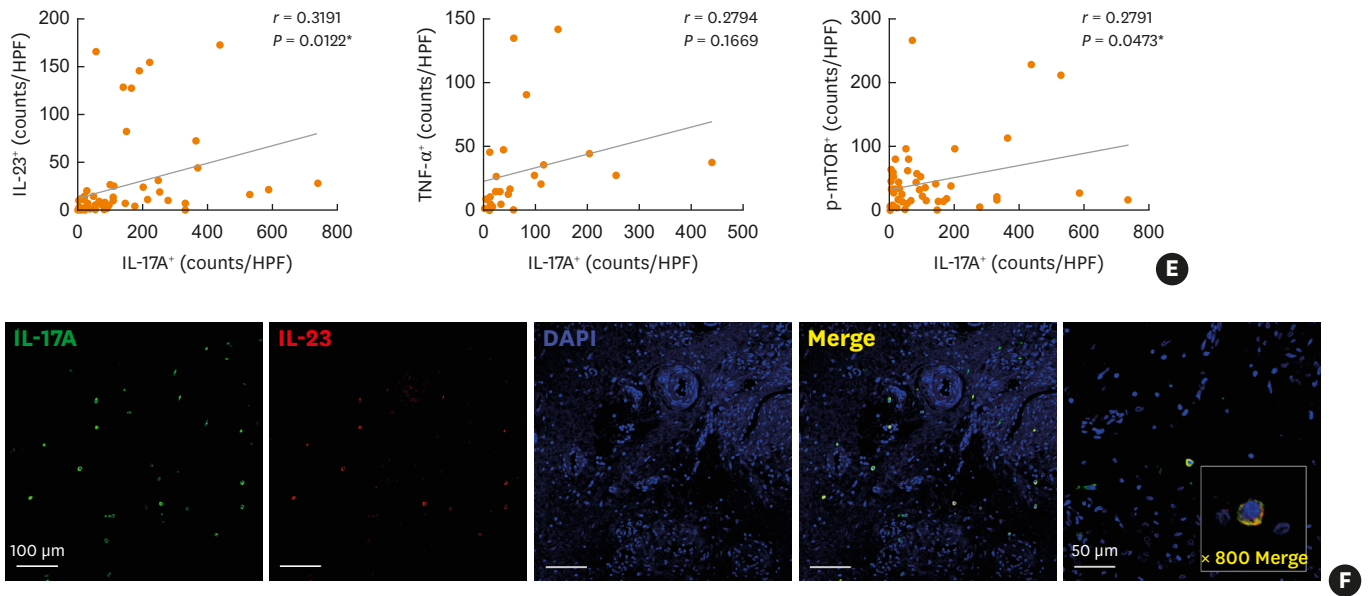 r = 0.3191
P = 0.0122*
IL-23⁺ (counts/HPF)
200
150
100
50
0
0 200 400 600 800
IL-17A⁺ (counts/HPF)
r = 0.2794
P = 0.1669
TNF-α⁺ (counts/HPF)
150
100
50
0
0 100 200 300 400 500
IL-17A⁺ (counts/HPF)
r = 0.2791
P = 0.0473*
p-mTOR⁺ (counts/HPF)
300
200
100
0
0 200 400 600 800
IL-17A⁺ (counts/HPF)
E
IL-17A
100 μm
IL-23
DAPI
Merge
50 μm
× 800 Merge
F